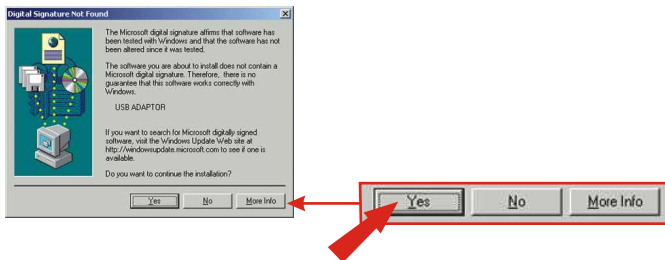 Digital Signature Not Found
The Microsoft digital signature affirms that software has
been tested with Windows and that the software has not
been altered since it was tested.
The software you are about to install does not contain a
Microsoft digital signature. Therefore, there is no
guarantee that this software works correctly with
Windows.
USB ADAPTOR
If you want to search for Microsoft digitally signed
software, visit the Windows Update Web site at
http://windowsupdate.microsoft.com to see if one is
available.
Do you want to continue the installation?
Yes No More Info
Yes No More Info